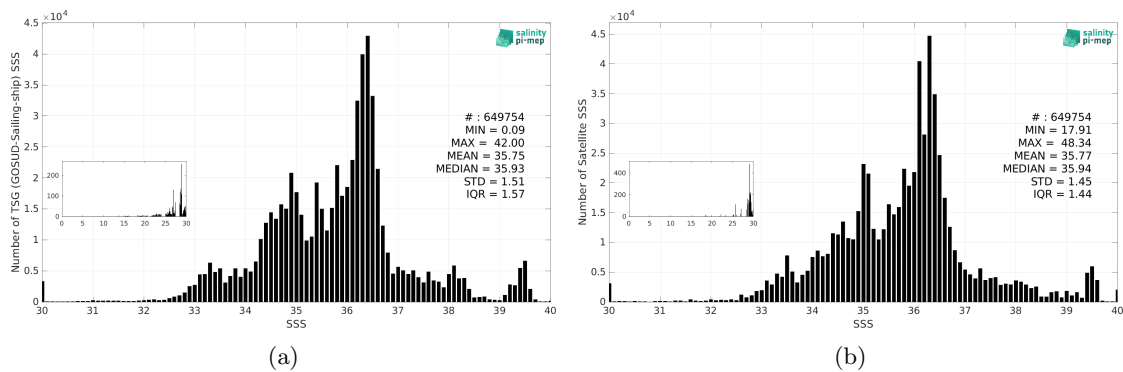 ×10⁴
4.5
4
3.5
3
2.5
2
1.5
1
0.5
0
Number of TSG (GOSUD-Sailing-ship) SSS
30 31 32 33 34 35 36 37 38 39 40
SSS
salinity
pi-mep
# : 649754
MIN = 0.09
MAX = 42.00
MEAN = 35.75
MEDIAN = 35.93
STD = 1.51
IQR = 1.57
200
100
0
0 5 10 15 20 25 30
(a)
×10⁴
4.5
4
3.5
3
2.5
2
1.5
1
0.5
0
Number of Satellite SSS
30 31 32 33 34 35 36 37 38 39 40
SSS
salinity
pi-mep
# : 649754
MIN = 17.91
MAX = 48.34
MEAN = 35.77
MEDIAN = 35.94
STD = 1.45
IQR = 1.44
400
200
0
0 5 10 15 20 25 30
(b)